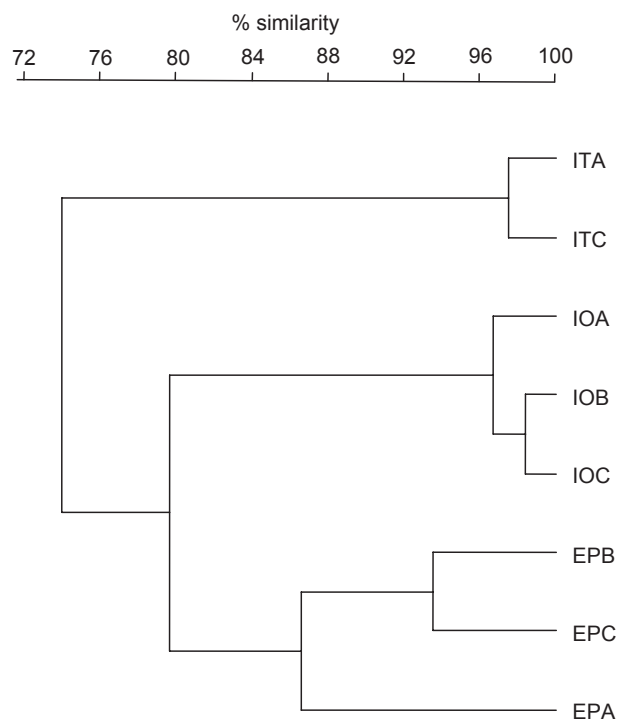 % similarity
72 76 80 84 88 92 96 100
ITA
ITC
IOA
IOB
IOC
EPB
EPC
EPA